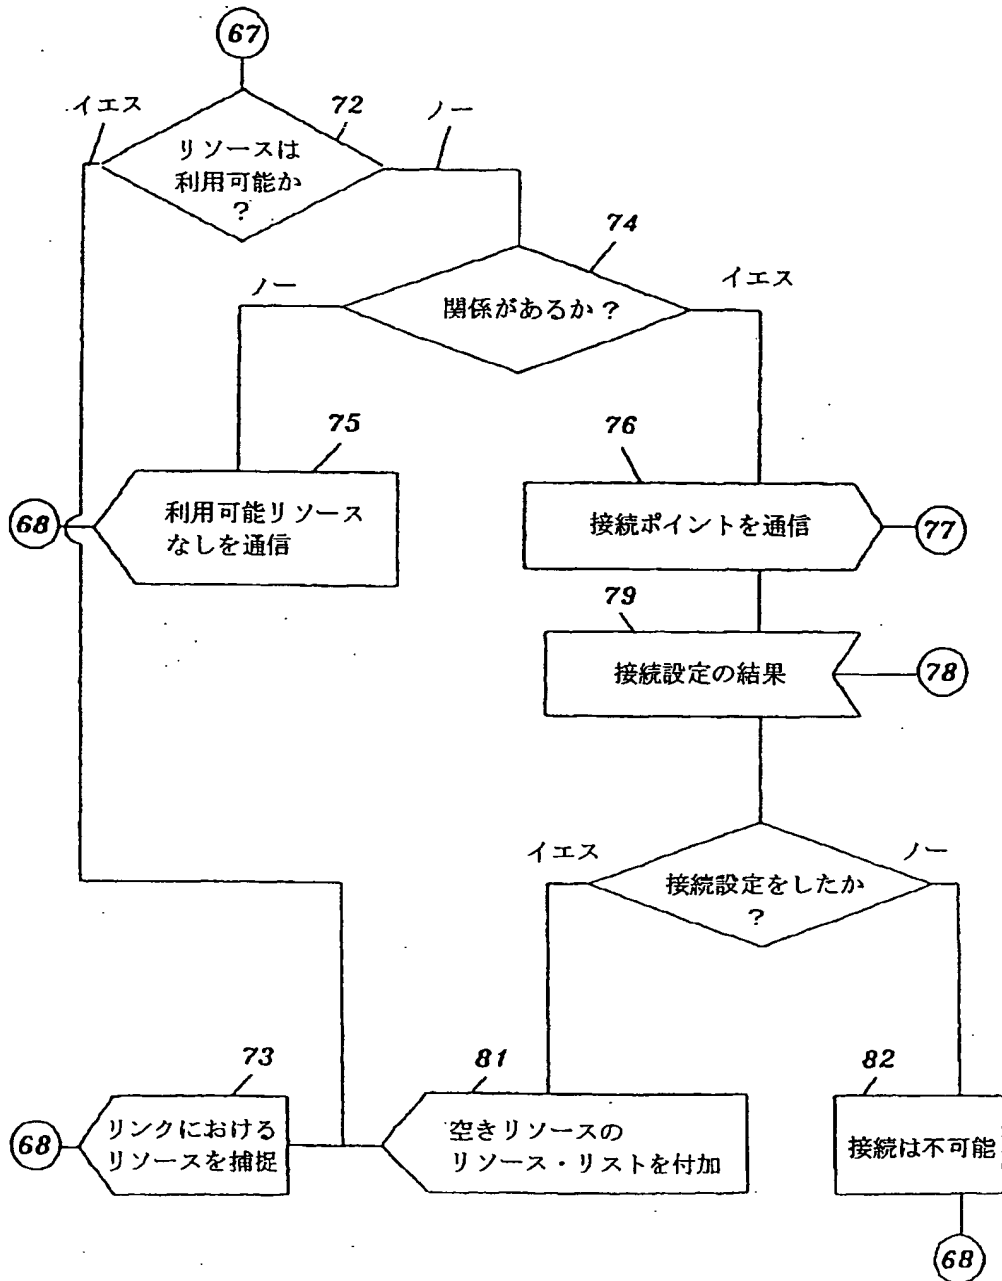 67
イエス
72
ノー
リソースは
利用可能か
?
74
ノー
イエス
関係があるか?
75
76
68
利用可能リソース
なしを通信
接続ポイントを通信
77
79
接続設定の結果
78
イエス
ノー
接続設定をしたか
?
73
81
82
68
リンクにおける
リソースを捕捉
空きリソースの
リソース・リストを付加
接続は不可能
68